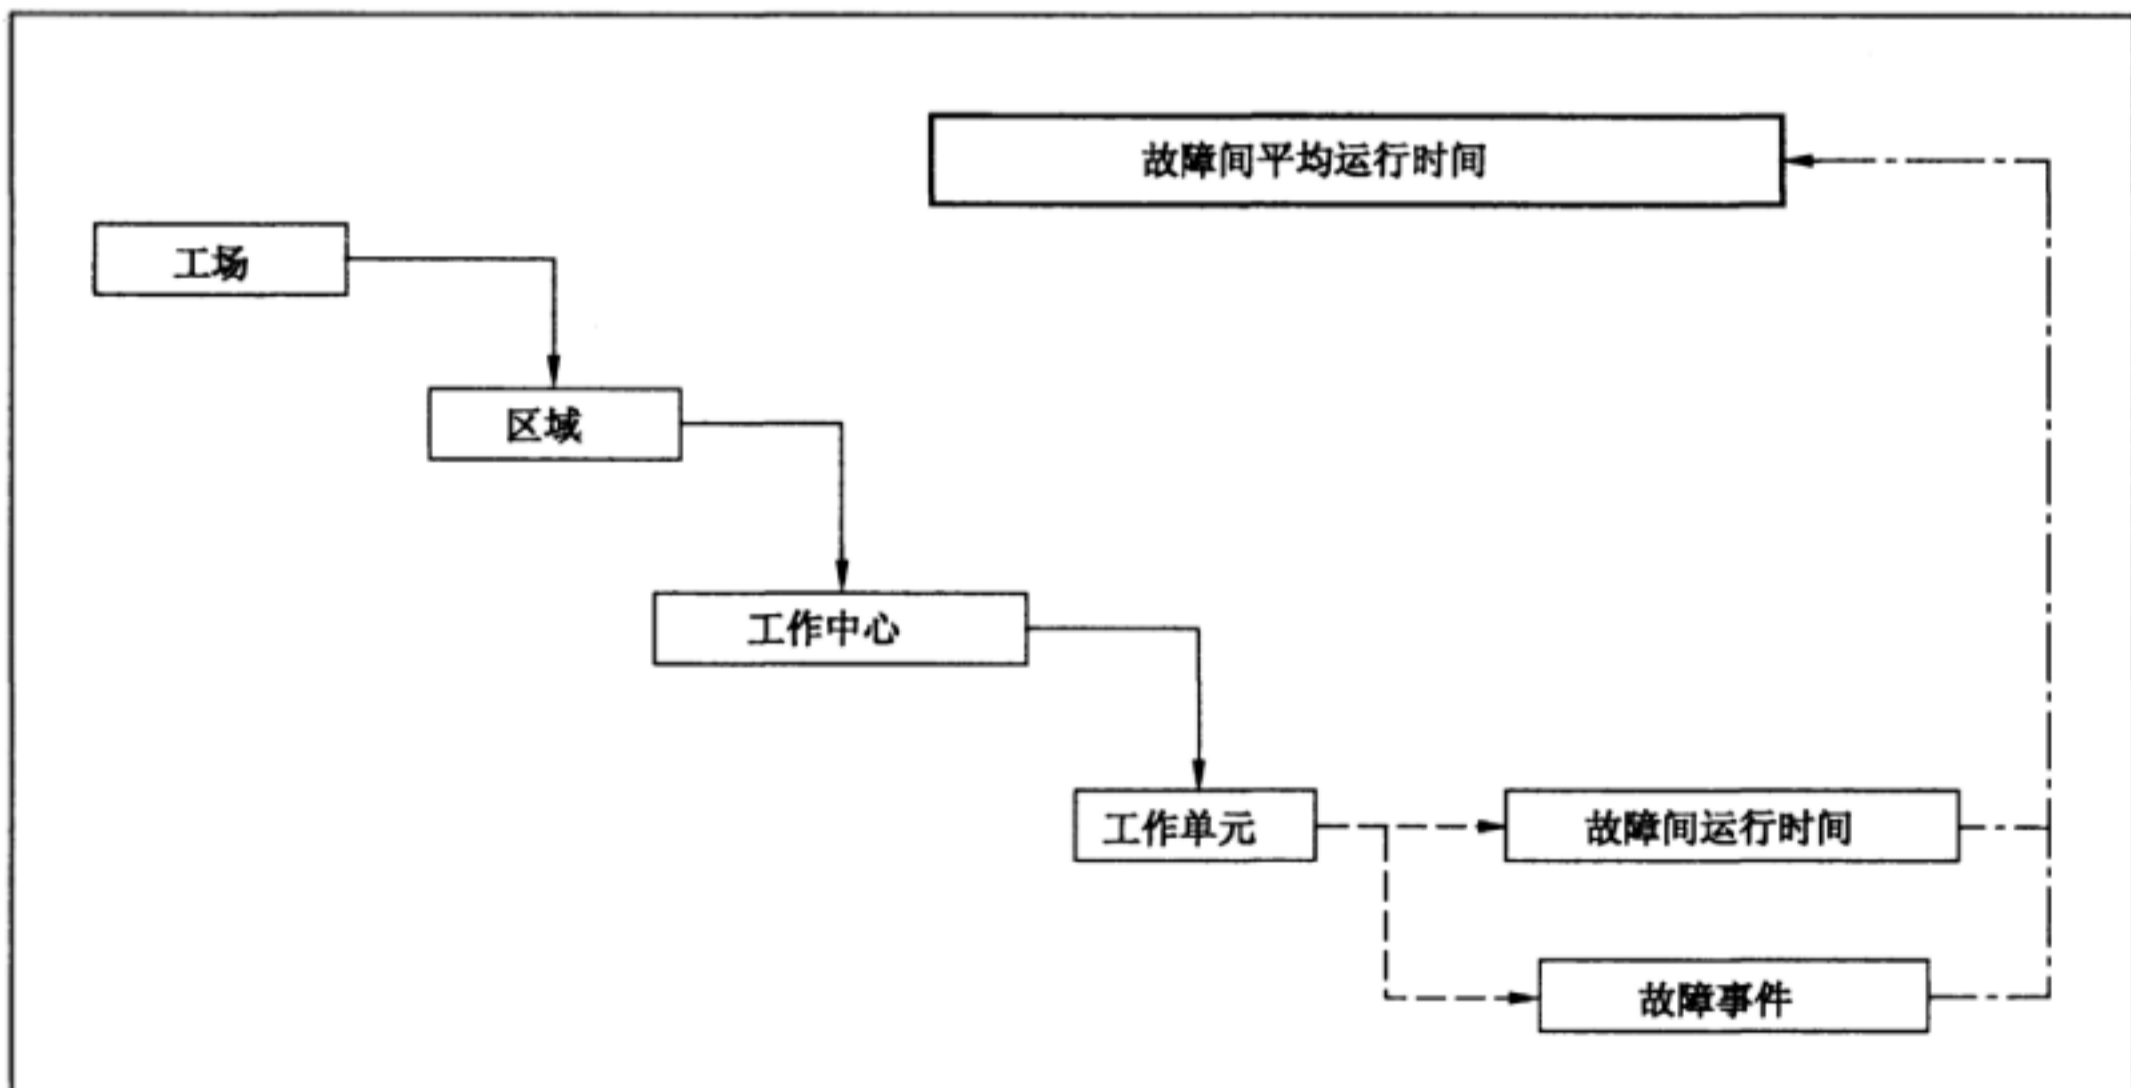 故障间平均运行时间
工场
区域
工作中心
工作单元
故障间运行时间
故障事件